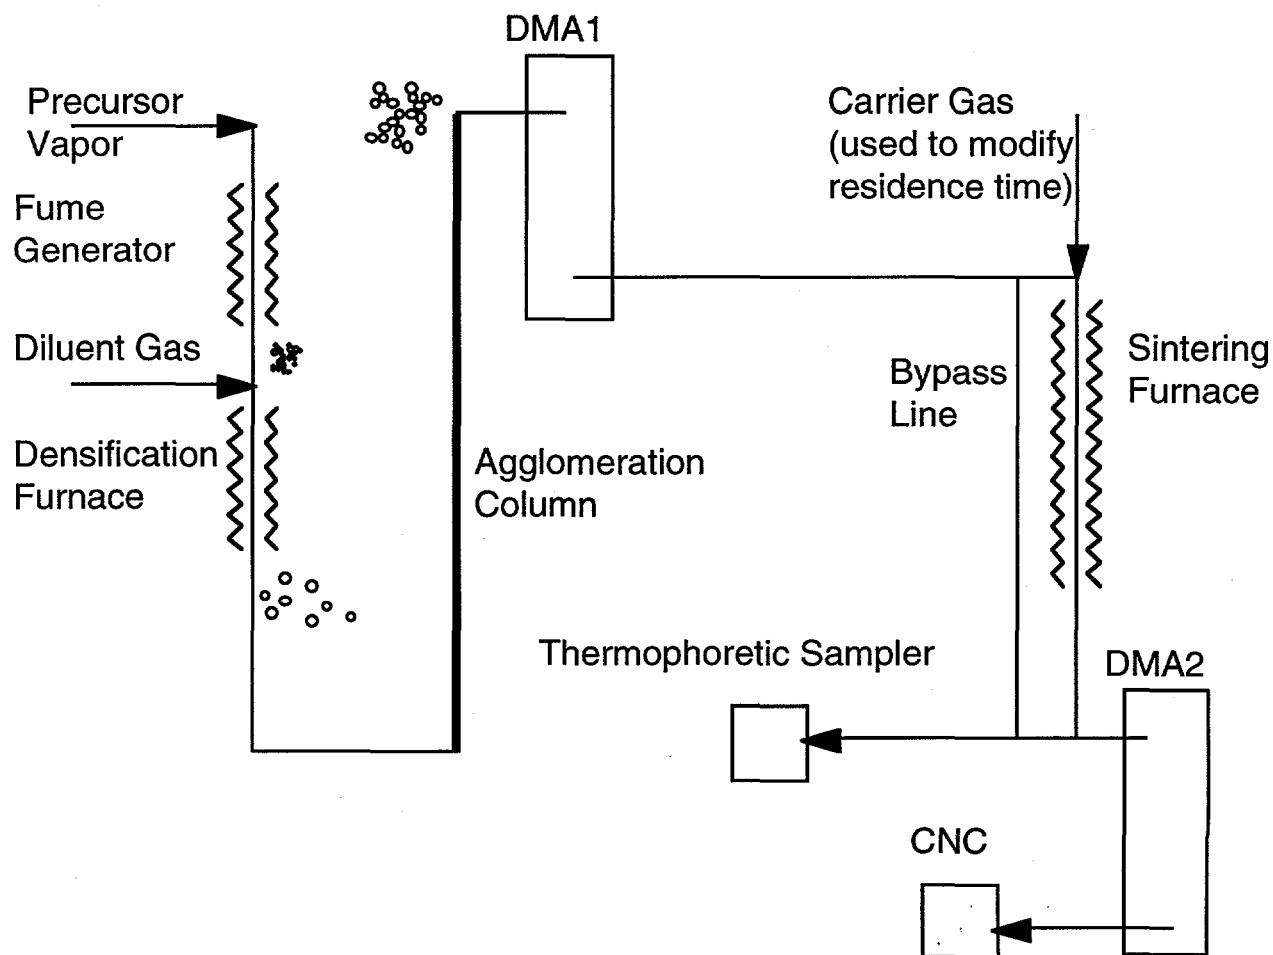 DMA1
Precursor
Vapor
Carrier Gas
(used to modify
residence time)
Fume
Generator
Diluent Gas
Bypass
Line
Sintering
Furnace
Densification
Furnace
Agglomeration
Column
Thermophoretic Sampler
DMA2
CNC